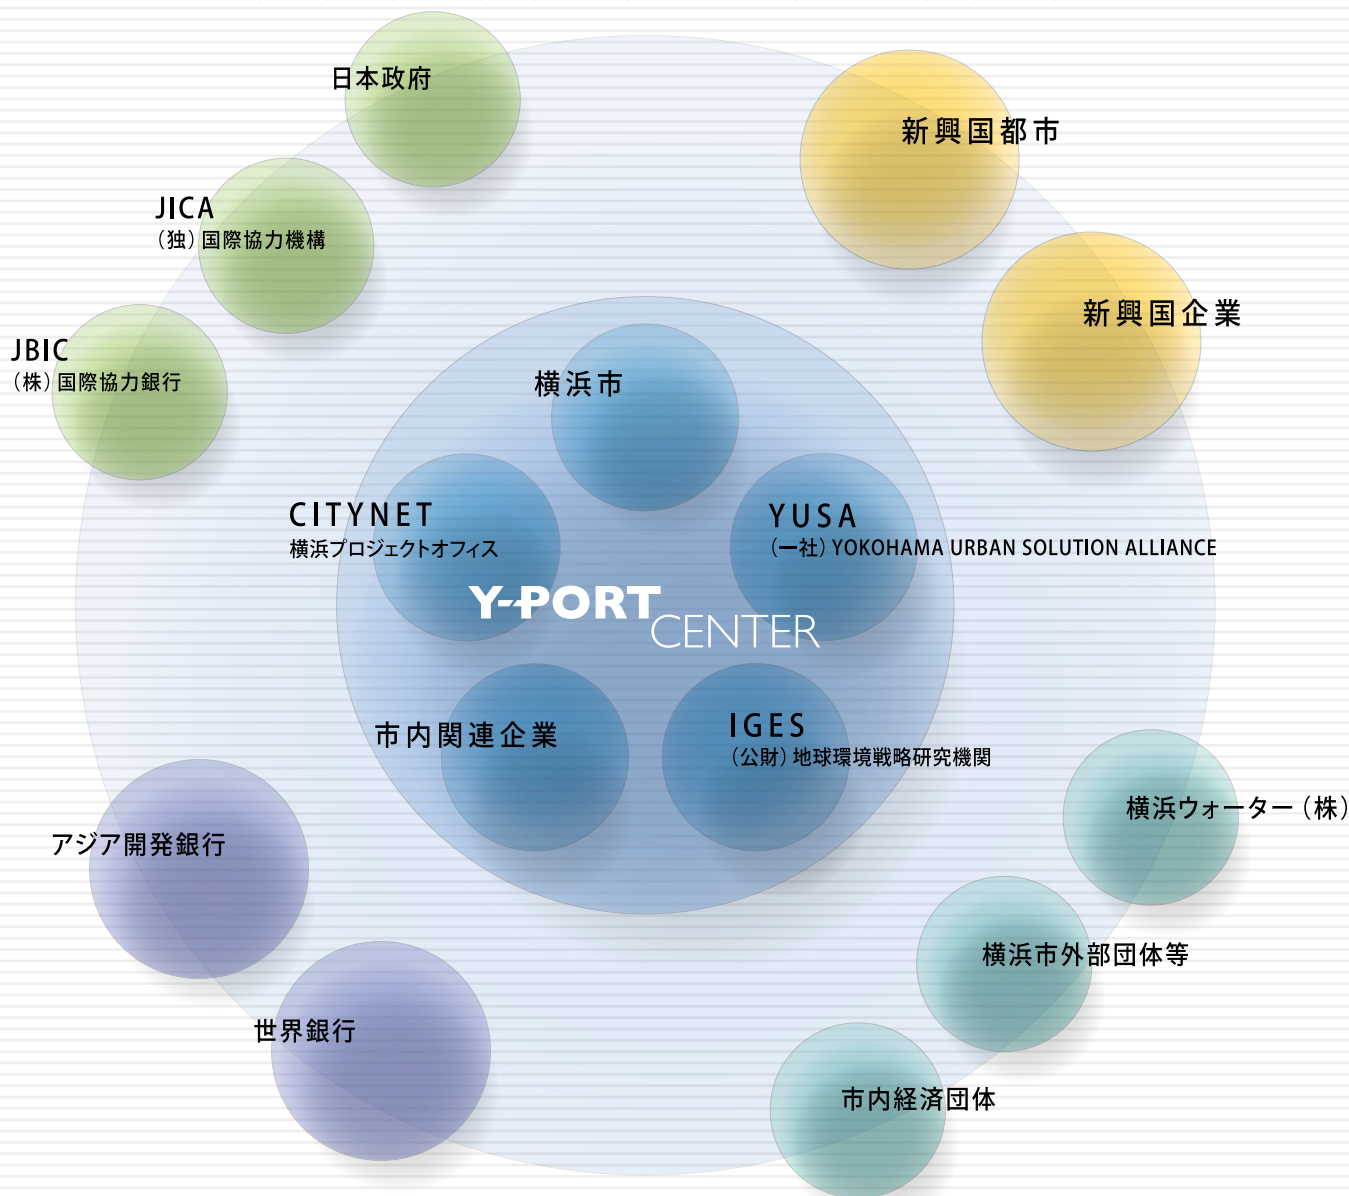 日本政府
新興国都市
JICA
（独）国際協力機構
新興国企業
JBIC
（株）国際協力銀行
横浜市
CITYNET
横浜プロジェクトオフィス
YUSA
（一社）YOKOHAMA URBAN SOLUTION ALLIANCE
Y-PORT
CENTER
市内関連企業
IGES
（公財）地球環境戦略研究機関
横浜ウォーター（株）
アジア開発銀行
横浜市外部団体等
世界銀行
市内経済団体